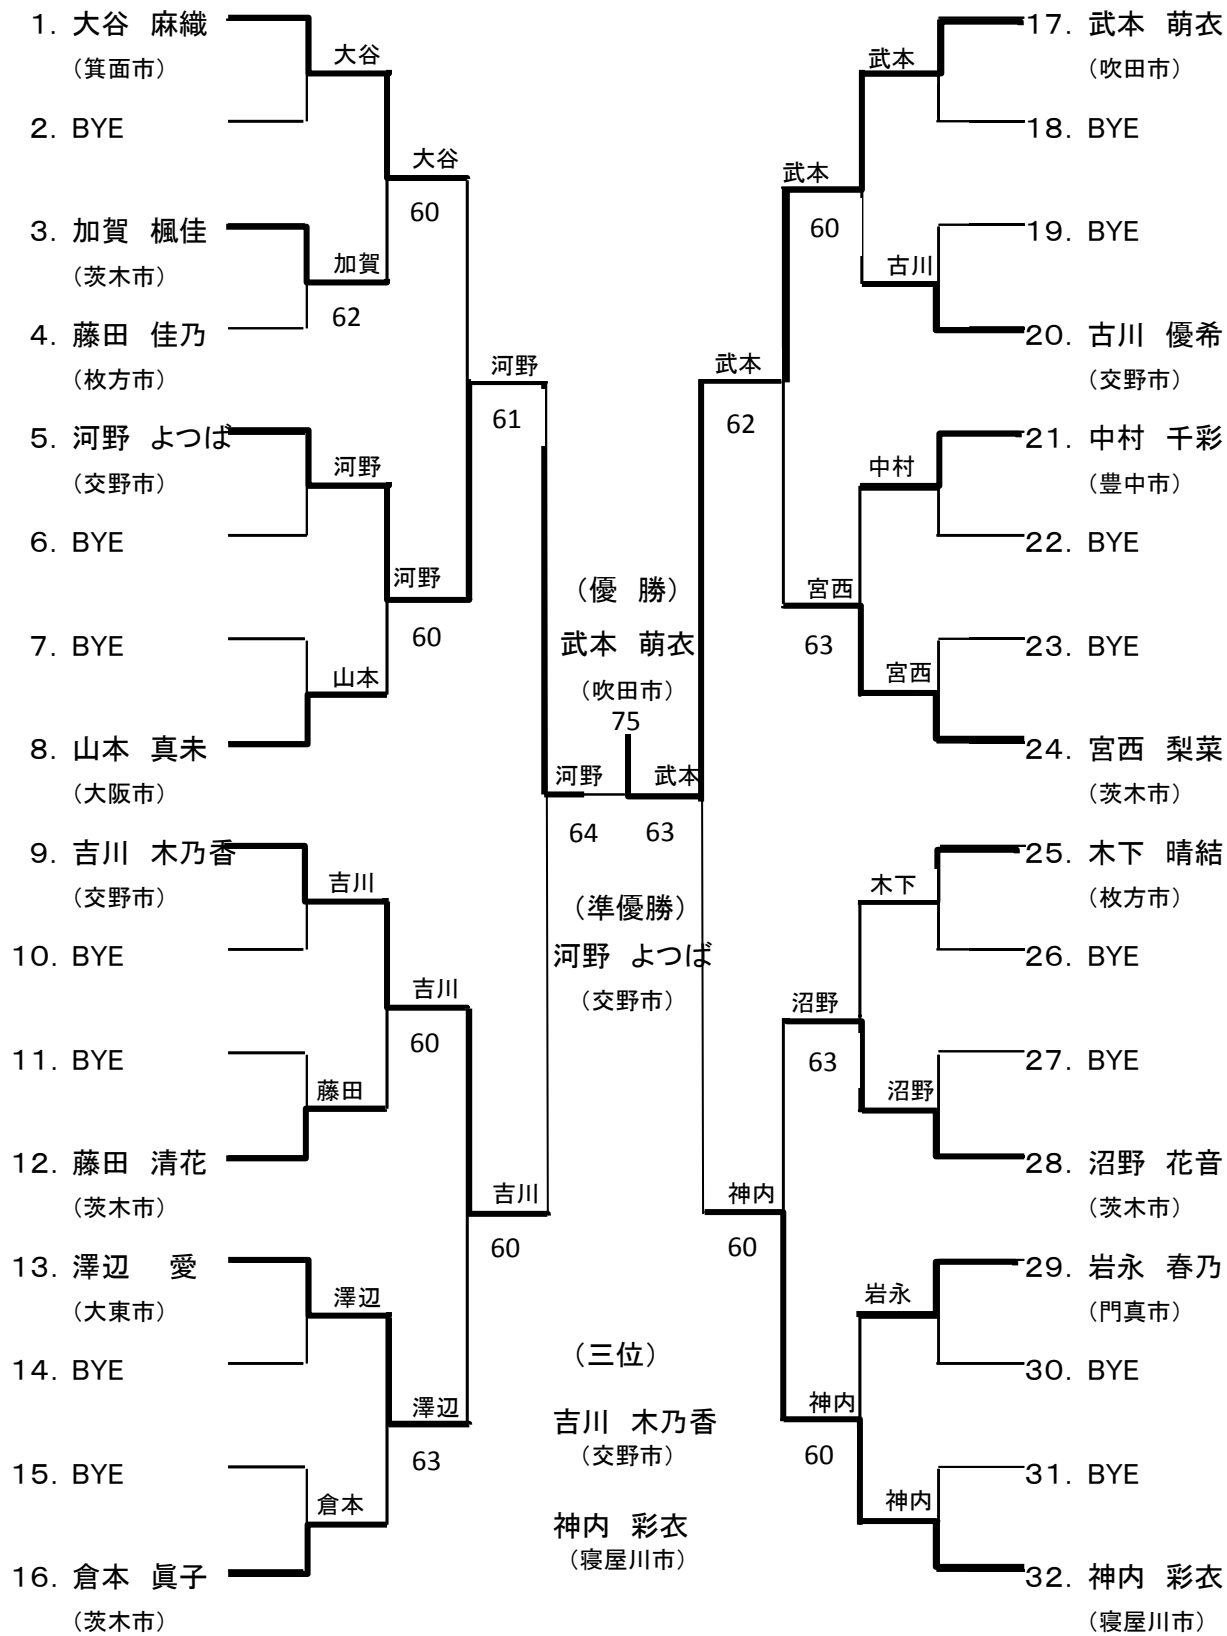 1. 大谷 麻織
(箕面市)
2. BYE
3. 加賀 楓佳
(茨木市)
4. 藤田 佳乃
(枚方市)
5. 河野 よつば
(交野市)
6. BYE
7. BYE
8. 山本 真未
(大阪市)
9. 吉川 木乃香
(交野市)
10. BYE
11. BYE
12. 藤田 清花
(茨木市)
13. 澤辺 愛
(大東市)
14. BYE
15. BYE
16. 倉本 眞子
(茨木市)
大谷
加賀
62
河野
山本
吉川
藤田
澤辺
倉本
大谷
60
河野
60
吉川
60
澤辺
63
河野
61
吉川
60
河野
64
(優 勝)
武本 萌衣
(吹田市)
75
武本
63
(準優勝)
河野 よつば
(交野市)
(三位)
吉川 木乃香
(交野市)
神内 彩衣
(寝屋川市)
武本
62
神内
60
武本
60
宮西
63
沼野
63
神内
60
武本
古川
中村
宮西
木下
沼野
岩永
神内
17. 武本 萌衣
(吹田市)
18. BYE
19. BYE
20. 古川 優希
(交野市)
21. 中村 千彩
(豊中市)
22. BYE
23. BYE
24. 宮西 梨菜
(茨木市)
25. 木下 晴結
(枚方市)
26. BYE
27. BYE
28. 沼野 花音
(茨木市)
29. 岩永 春乃
(門真市)
30. BYE
31. BYE
32. 神内 彩衣
(寝屋川市)